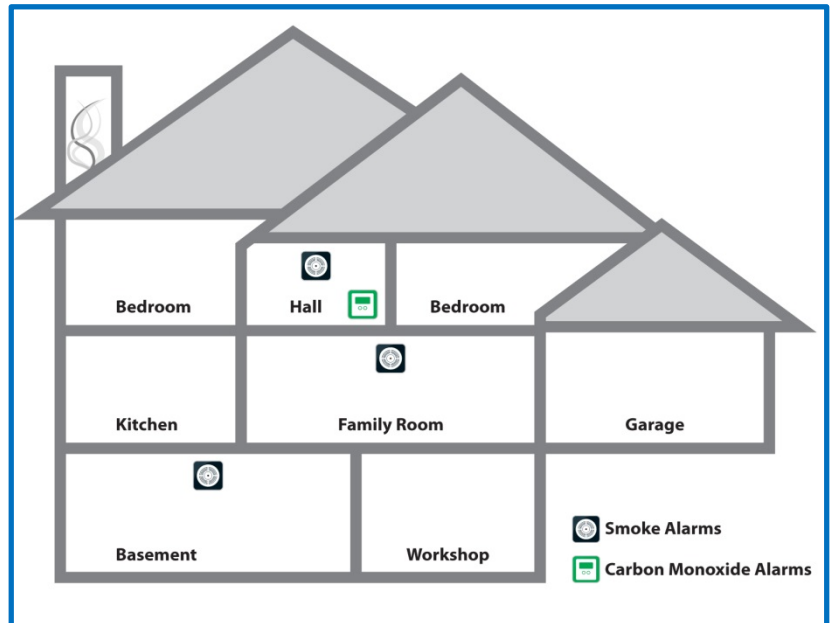 Bedroom
Hall
Bedroom
Kitchen
Family Room
Garage
Basement
Workshop
Smoke Alarms
Carbon Monoxide Alarms